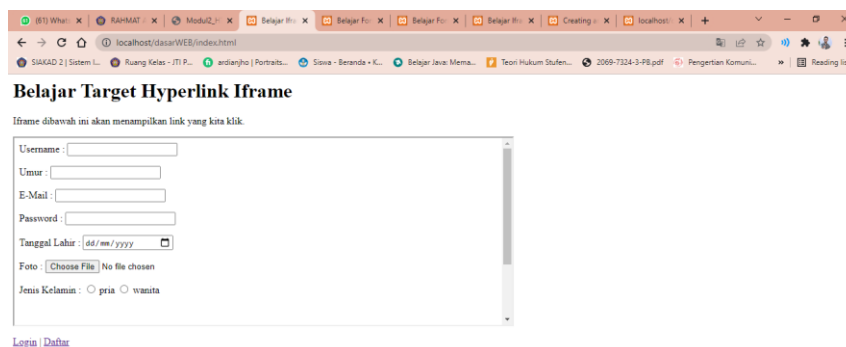 (61) What
RAHMAT
Modul2_H
Belajar Ifra
Belajar For
Belajar For
Belajar Ifra
Creating
localhost
localhost/dasarWEB/index.html
SIAKAD 2 | Sistem I...
Ruang Kelas - JTI P...
ardianjho | Portraits...
Siswa - Beranda • K...
Belajar Java: Mema...
Teori Hukum Stufen...
2069-7324-3-PB.pdf
Pengertian Komuni...
»
Reading lis
Belajar Target Hyperlink Iframe
Iframe dibawah ini akan menampilkan link yang kita klik.
Username :
Umur :
E-Mail :
Password :
Tanggal Lahir : dd/mm/yyyy
Foto : Choose File No file chosen
Jenis Kelamin : pria wanita
Login | Daftar